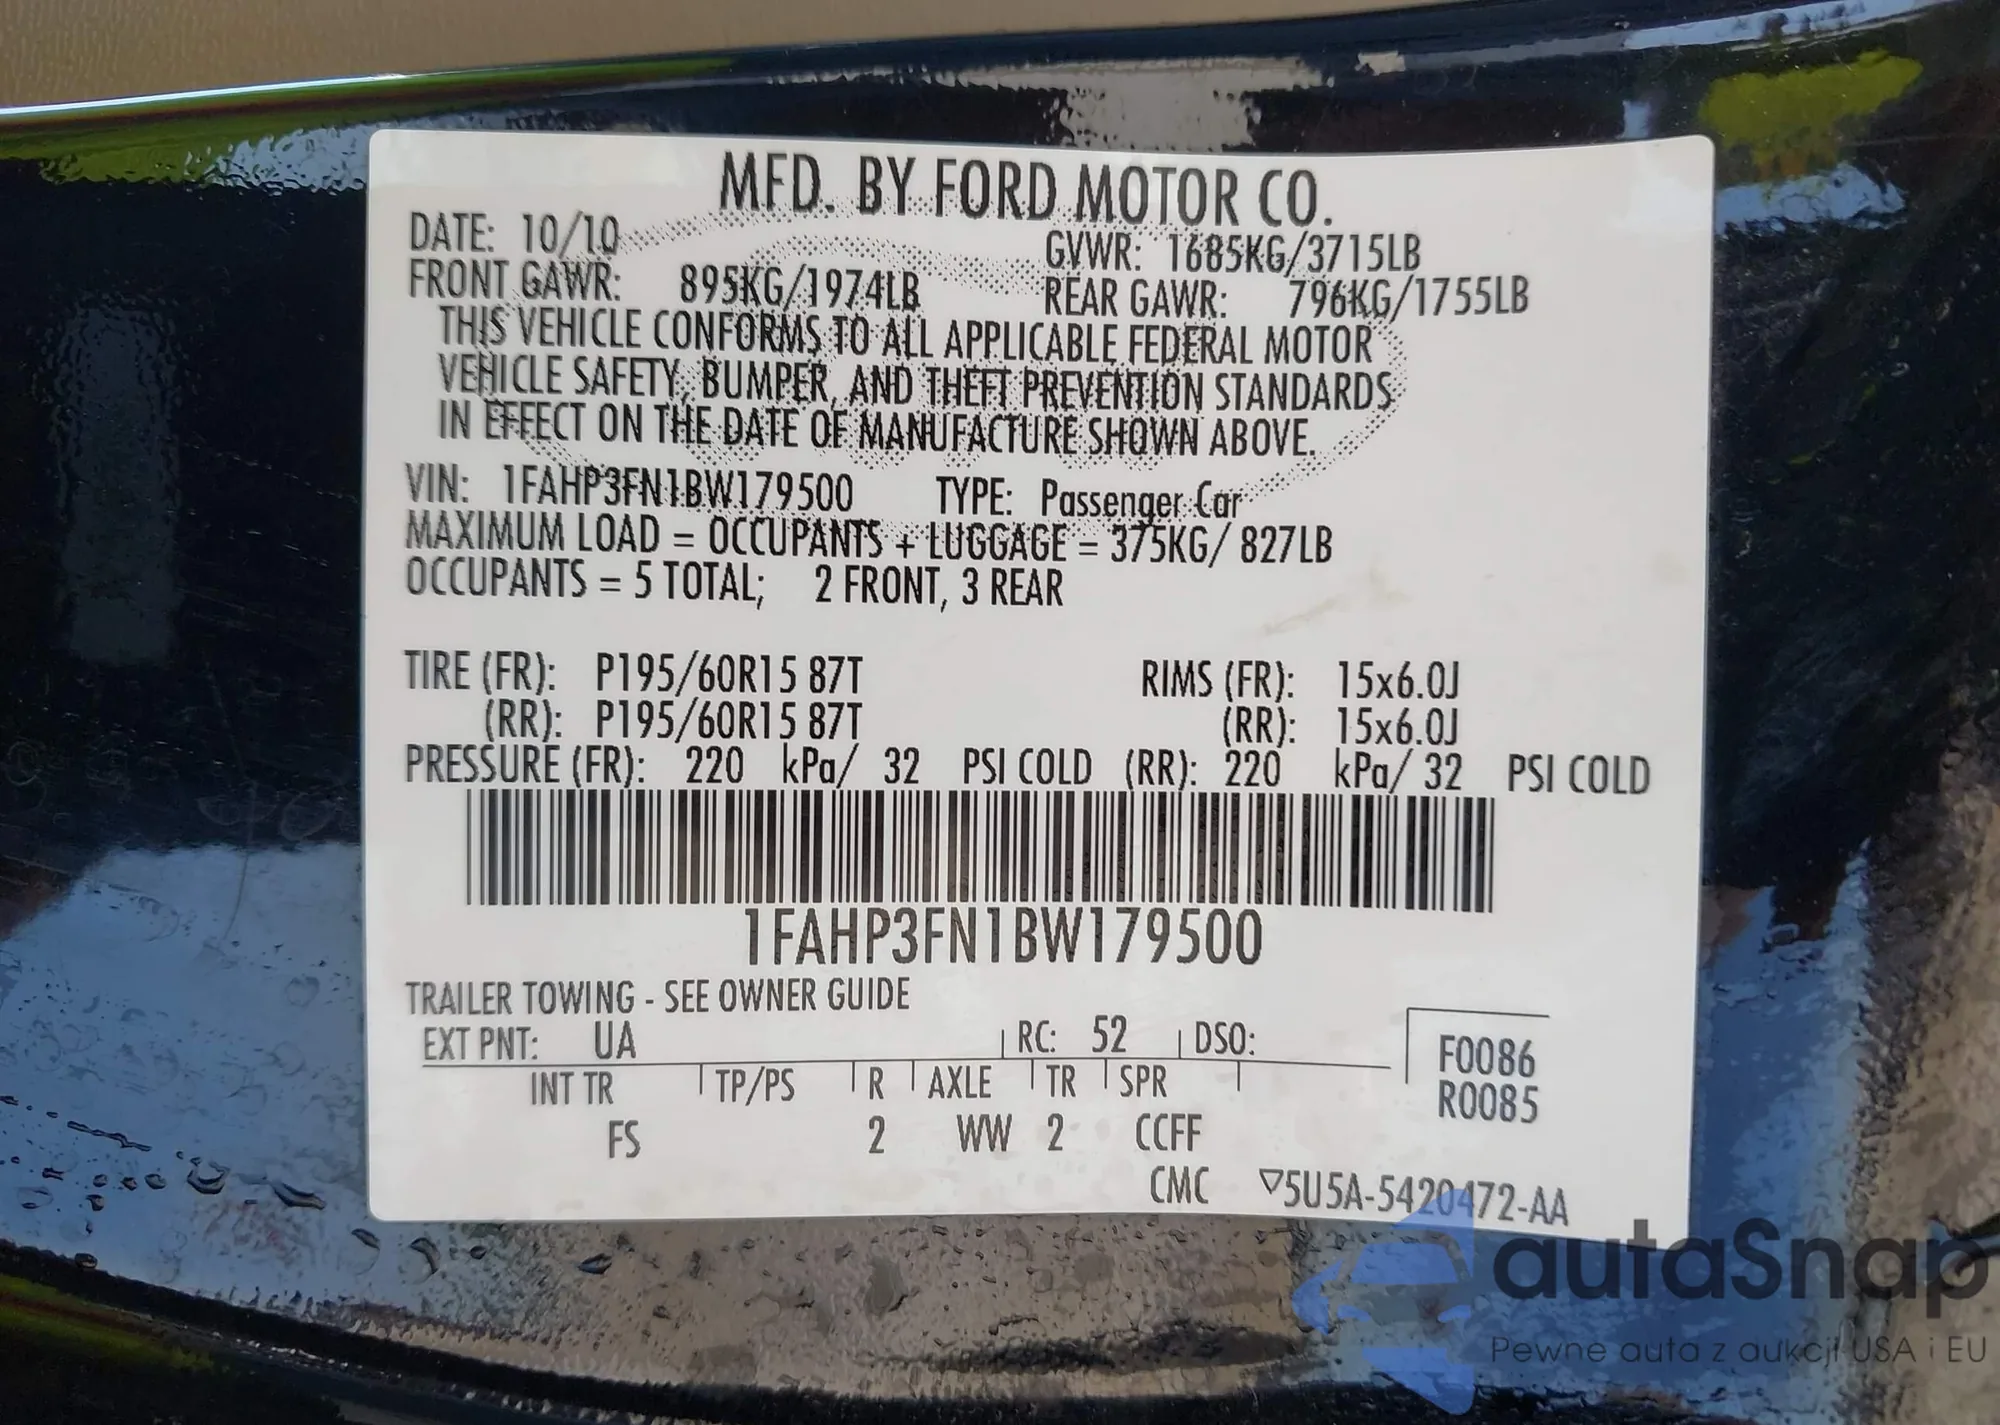 MFD. BY FORD MOTOR CO.
DATE: 10/10 GVWR: 1685KG/3715LB
FRONT GAWR: 895KG/1974LB REAR GAWR: 796KG/1755LB
THIS VEHICLE CONFORMS TO ALL APPLICABLE FEDERAL MOTOR
VEHICLE SAFETY, BUMPER, AND THEFT PREVENTION STANDARDS
IN EFFECT ON THE DATE OF MANUFACTURE SHOWN ABOVE.
VIN: 1FAHP3FN1BW179500 TYPE: Passenger Car
MAXIMUM LOAD = OCCUPANTS + LUGGAGE = 375KG/ 827LB
OCCUPANTS = 5 TOTAL; 2 FRONT, 3 REAR
TIRE (FR): P195/60R15 87T RIMS (FR): 15x6.0J
(RR): P195/60R15 87T (RR): 15x6.0J
PRESSURE (FR): 220 kPa/ 32 PSI COLD (RR): 220 kPa/ 32 PSI COLD
1FAHP3FN1BW179500
TRAILER TOWING - SEE OWNER GUIDE
EXT PNT: UA RC: 52 DSO: F0086
INT TR TP/PS R AXLE TR SPR R0085
FS 2 WW 2 CCFF
CMC ▽5U5A-5420472-AA
autaSnap
Pewne auta z aukcji USA i EU